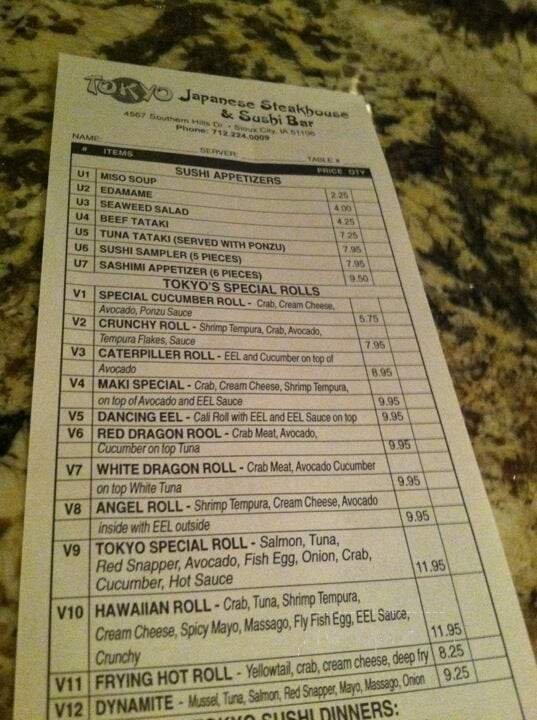 TOKYO Japanese Steakhouse
& Sushi Bar
4567 Southern Hills Dr. • Sioux City, IA 51106
Phone: 712.224.0009
NAME: SERVER: TABLE #
# ITEMS PRICE QTY
SUSHI APPETIZERS
U1 MISO SOUP 2.25
U2 EDAMAME 4.00
U3 SEAWEED SALAD 4.25
U4 BEEF TATAKI 7.25
U5 TUNA TATAKI (SERVED WITH PONZU) 7.95
U6 SUSHI SAMPLER (5 PIECES) 7.95
U7 SASHIMI APPETIZER (6 PIECES) 9.50
TOKYO'S SPECIAL ROLLS
V1 SPECIAL CUCUMBER ROLL - Crab, Cream Cheese,
Avocado, Ponzu Sauce 5.75
V2 CRUNCHY ROLL - Shrimp Tempura, Crab, Avocado,
Tempura Flakes, Sauce 7.95
V3 CATERPILLER ROLL - EEL and Cucumber on top of
Avocado 8.95
V4 MAKI SPECIAL - Crab, Cream Cheese, Shrimp Tempura,
on top of Avocado and EEL Sauce 9.95
V5 DANCING EEL - Cali Roll with EEL and EEL Sauce on top 9.95
V6 RED DRAGON ROOL - Crab Meat, Avocado,
Cucumber on top Tuna 9.95
V7 WHITE DRAGON ROLL - Crab Meat, Avocado Cucumber
on top White Tuna 9.95
V8 ANGEL ROLL - Shrimp Tempura, Cream Cheese, Avocado
inside with EEL outside 9.95
V9 TOKYO SPECIAL ROLL - Salmon, Tuna,
Red Snapper, Avocado, Fish Egg, Onion, Crab,
Cucumber, Hot Sauce 11.95
V10 HAWAIIAN ROLL - Crab, Tuna, Shrimp Tempura,
Cream Cheese, Spicy Mayo, Massago, Fly Fish Egg, EEL Sauce,
Crunchy 11.95
V11 FRYING HOT ROLL - Yellowtail, crab, cream cheese, deep fry 8.25
V12 DYNAMITE - Mussel, Tuna, Salmon, Red Snapper, Mayo, Massago, Onion 9.25
TOKYO SUSHI DINNERS: